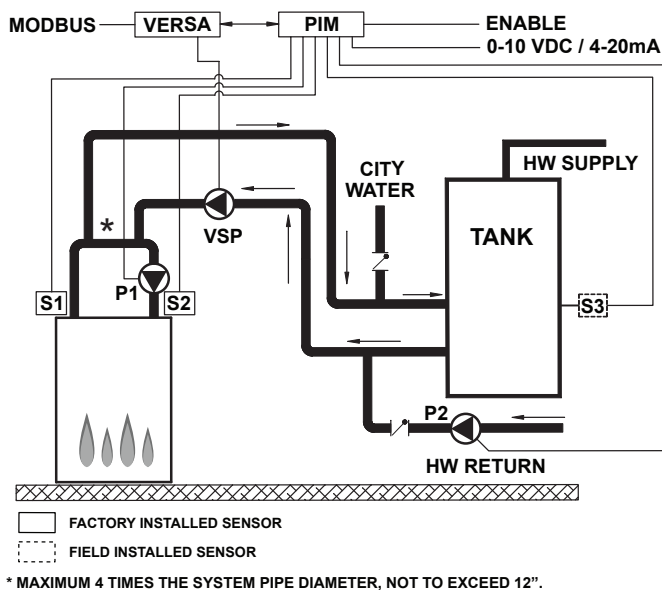 MODBUS
VERSA
PIM
ENABLE
0-10 VDC / 4-20mA
CITY
WATER
HW SUPPLY
VSP
TANK
*
P1
S1
S2
S3
P2
HW RETURN
FACTORY INSTALLED SENSOR
FIELD INSTALLED SENSOR
* MAXIMUM 4 TIMES THE SYSTEM PIPE DIAMETER, NOT TO EXCEED 12”.